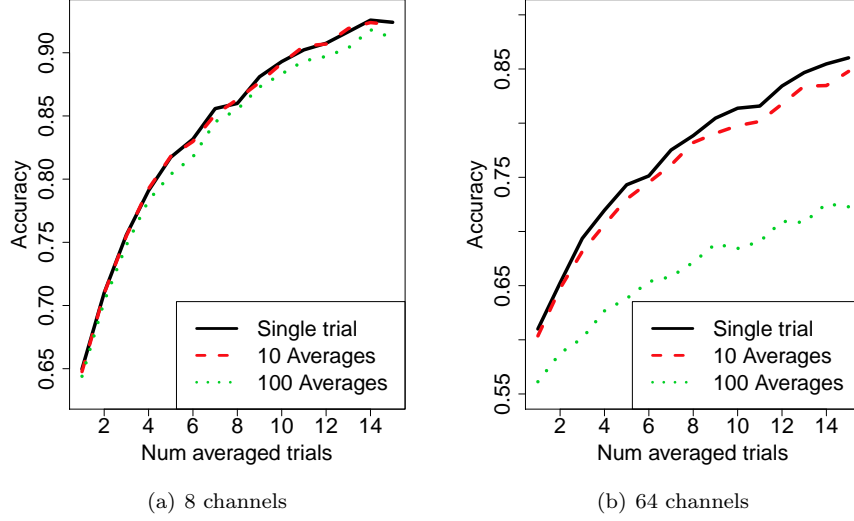 Accuracy
0.90
0.85
0.80
0.75
0.70
0.65
Single trial
10 Averages
100 Averages
2 4 6 8 10 12 14
Num averaged trials
(a) 8 channels
Accuracy
0.85
0.75
0.65
0.55
Single trial
10 Averages
100 Averages
2 4 6 8 10 12 14
Num averaged trials
(b) 64 channels